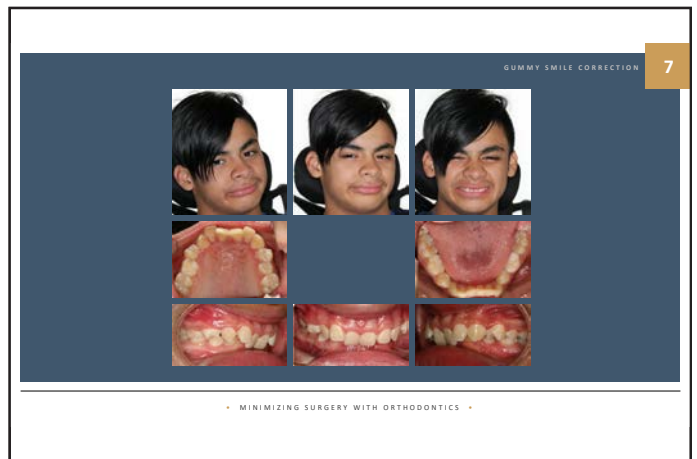 GUMMY SMILE CORRECTION
7
• MINIMIZING SURGERY WITH ORTHODONTICS •